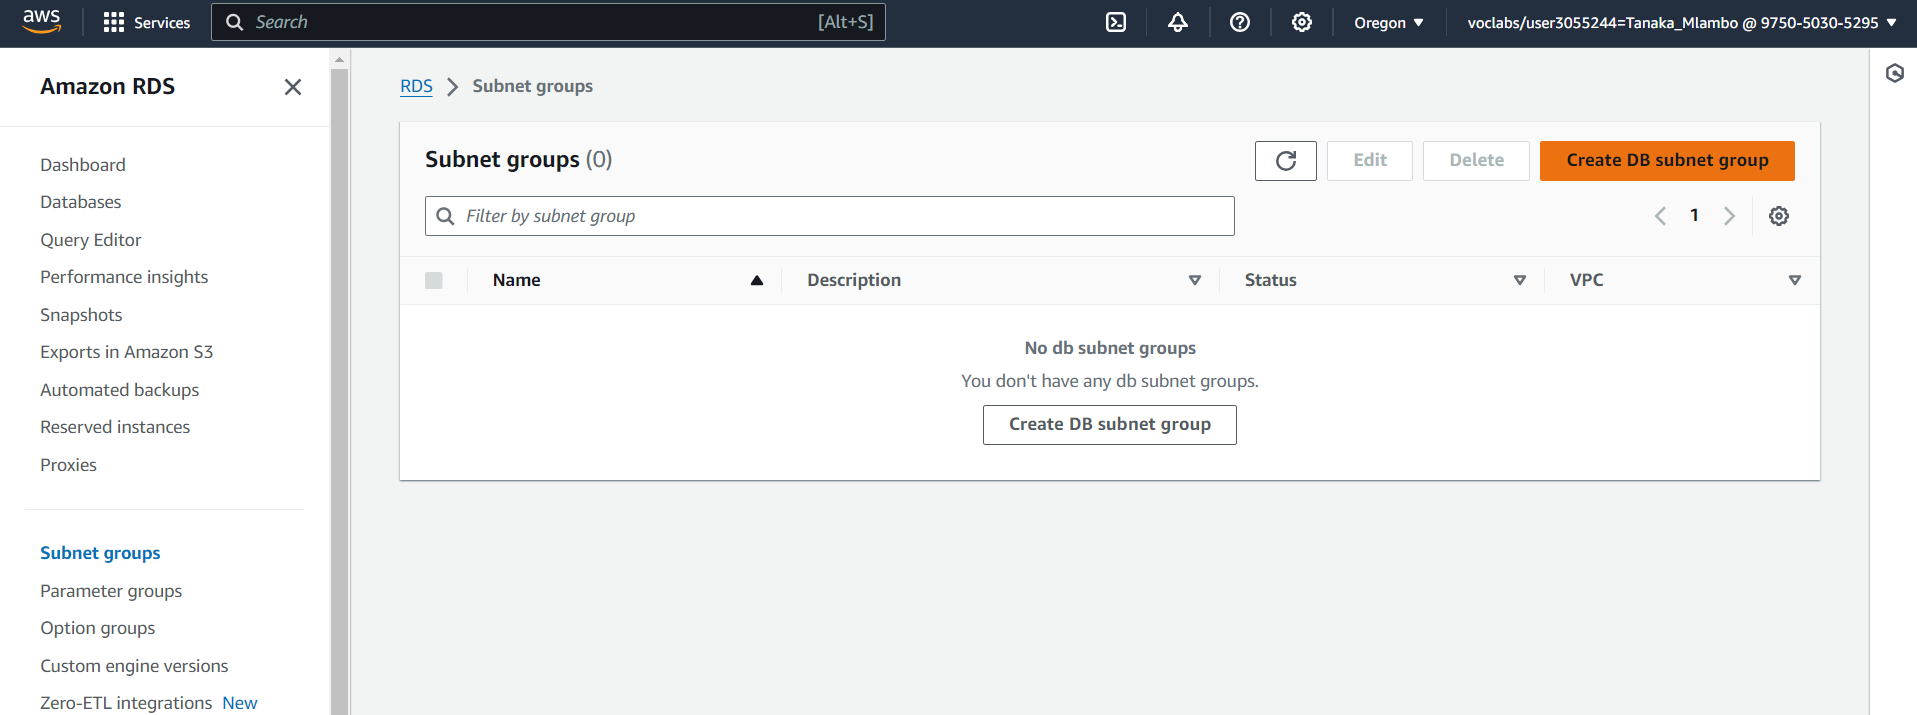 aws Services Search [Alt+S] Oregon voclabs/user3055244=Tanaka_Mlambo @ 9750-5030-5295
Amazon RDS
Dashboard
Databases
Query Editor
Performance insights
Snapshots
Exports in Amazon S3
Automated backups
Reserved instances
Proxies
Subnet groups
Parameter groups
Option groups
Custom engine versions
Zero-ETL integrations New
RDS > Subnet groups
Subnet groups (0)
Edit Delete Create DB subnet group
Filter by subnet group
1
Name Description Status VPC
No db subnet groups
You don't have any db subnet groups.
Create DB subnet group